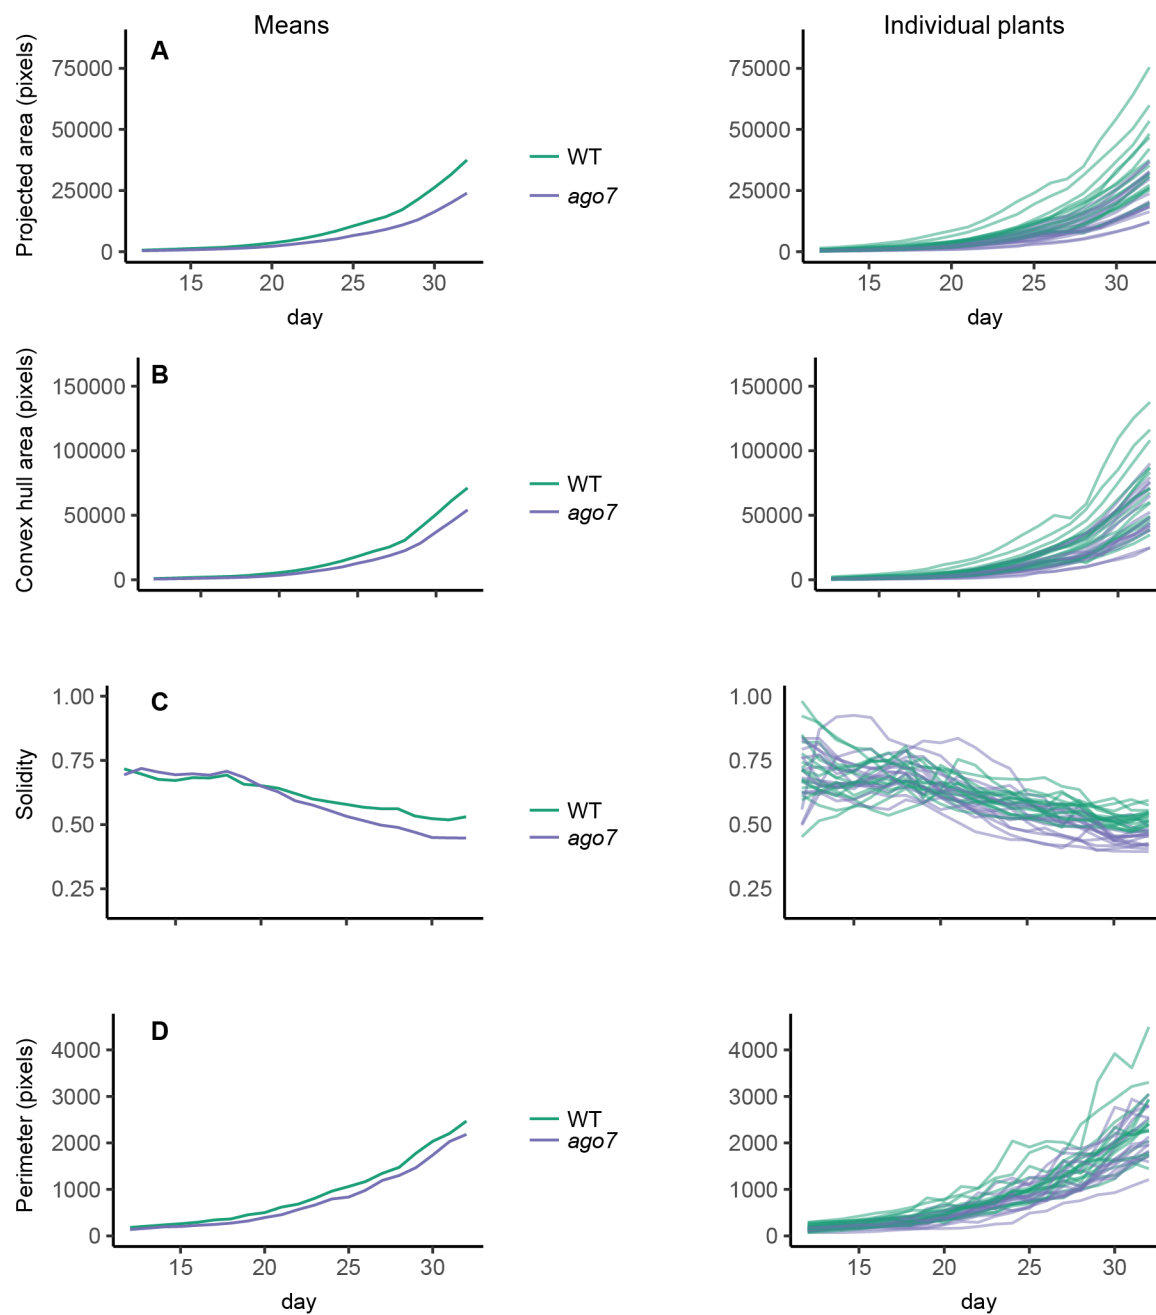 Means
Individual plants
A
Projected area (pixels)
75000
50000
25000
0
15 20 25 30
day
WT
ago7
75000
50000
25000
0
15 20 25 30
day
B
Convex hull area (pixels)
150000
100000
50000
0
WT
ago7
150000
100000
50000
0
C
Solidity
1.00
0.75
0.50
0.25
WT
ago7
1.00
0.75
0.50
0.25
D
Perimeter (pixels)
4000
3000
2000
1000
0
15 20 25 30
day
WT
ago7
4000
3000
2000
1000
0
15 20 25 30
day